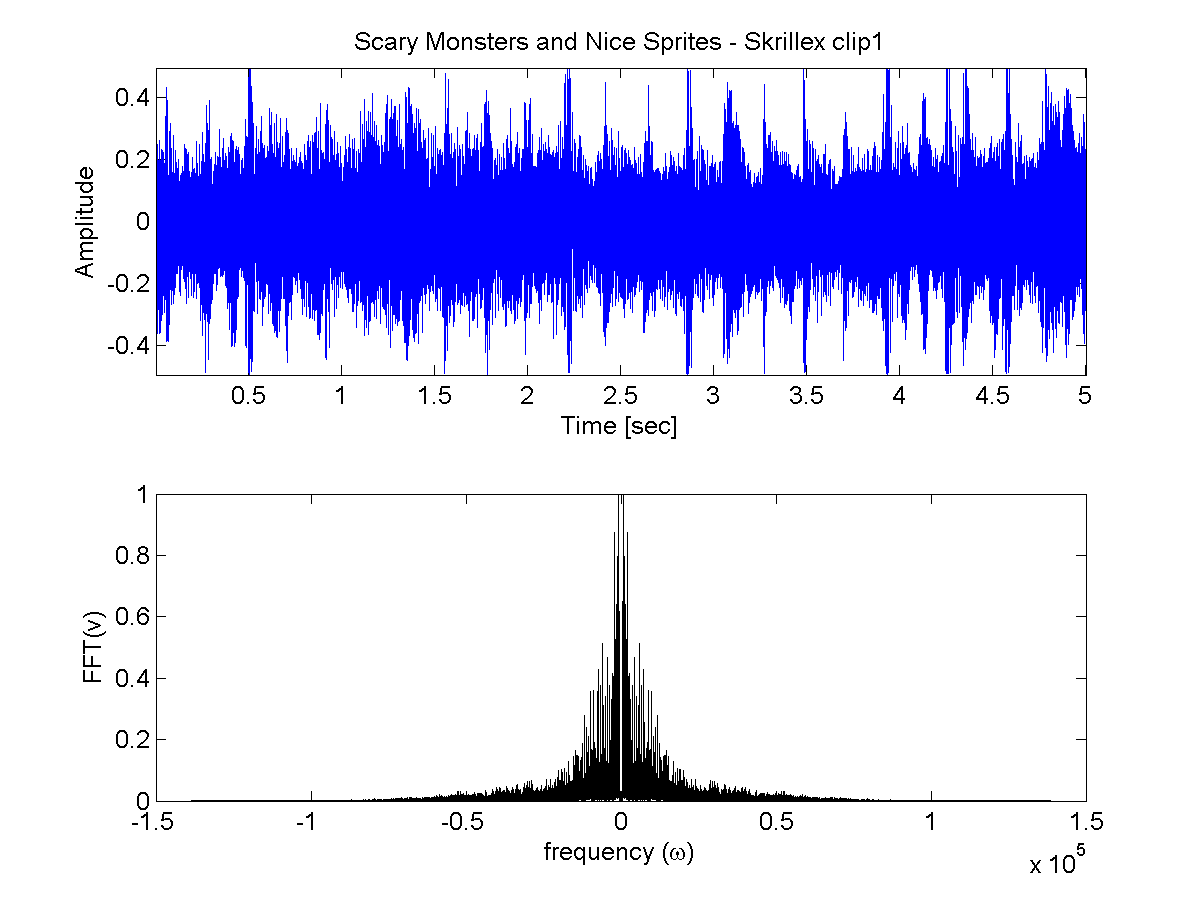 Scary Monsters and Nice Sprites - Skrillex clip1
0.4
0.2
0
-0.2
-0.4
Amplitude
0.5 1 1.5 2 2.5 3 3.5 4 4.5 5
Time [sec]
1
0.8
0.6
0.4
0.2
0
FFT(v)
-1.5 -1 -0.5 0 0.5 1 1.5
frequency (ω)
x 10^5